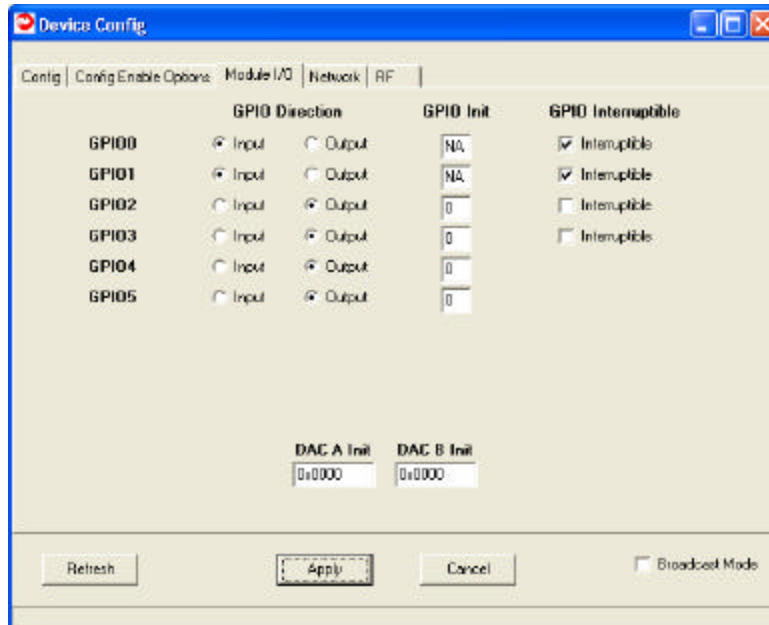 Device Config
Config Config Enable Options Module I/O Network RF
GPIO Direction GPIO Init GPIO Interruptible
GPIO0 Input Output NA Interruptible
GPIO1 Input Output NA Interruptible
GPIO2 Input Output 0 Interruptible
GPIO3 Input Output 0 Interruptible
GPIO4 Input Output 0
GPIO5 Input Output 0
DAC A Init DAC B Init
0x0000 0x0000
Refresh Apply Cancel Broadcast Mode